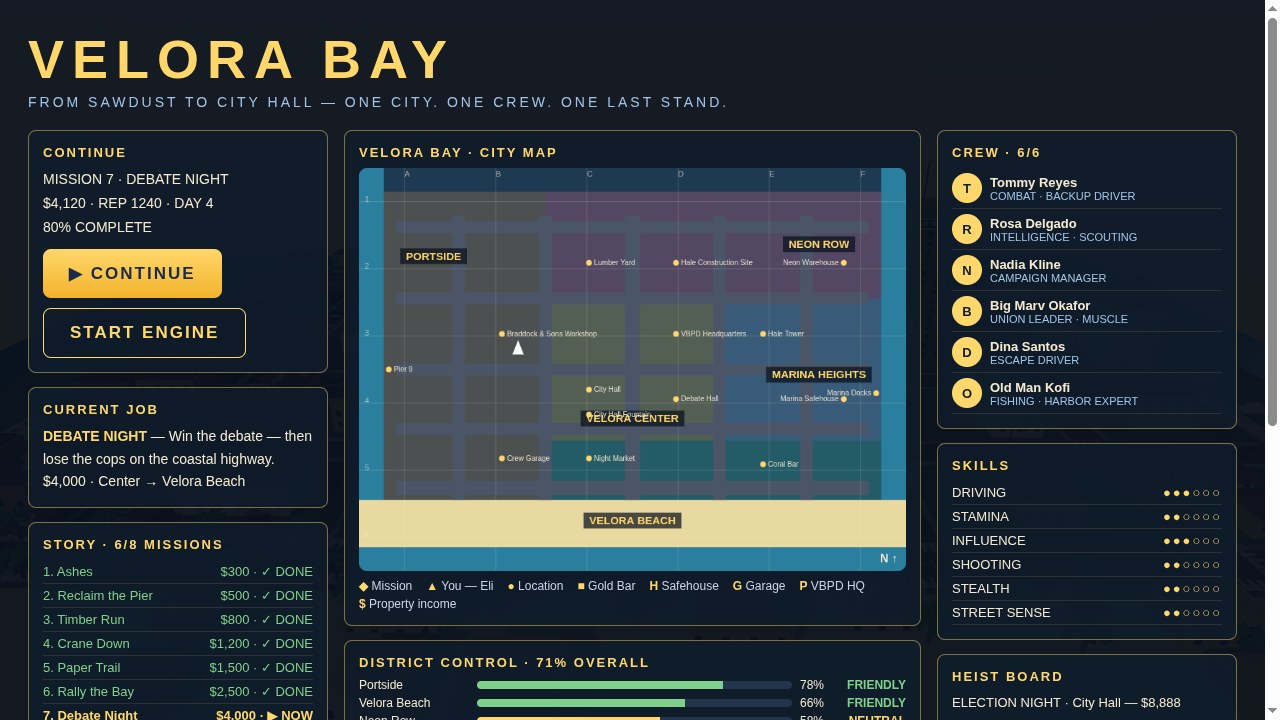 VELORA BAY
FROM SAWDUST TO CITY HALL — ONE CITY. ONE CREW. ONE LAST STAND.
CONTINUE
MISSION 7 · DEBATE NIGHT
$4,120 · REP 1240 · DAY 4
80% COMPLETE
▶ CONTINUE
START ENGINE
CURRENT JOB
DEBATE NIGHT — Win the debate — then
lose the cops on the coastal highway.
$4,000 · Center → Velora Beach
STORY · 6/8 MISSIONS
1. Ashes $300 · ✓ DONE
2. Reclaim the Pier $500 · ✓ DONE
3. Timber Run $800 · ✓ DONE
4. Crane Down $1,200 · ✓ DONE
5. Paper Trail $1,500 · ✓ DONE
6. Rally the Bay $2,500 · ✓ DONE
7. Debate Night $4,000 · ▶ NOW
VELORA BAY · CITY MAP
A B C D E F
1
NEON ROW
PORTSIDE
2
Lumber Yard
Hale Construction Site
Neon Warehouse
3
Braddock & Sons Workshop
VBPD Headquarters
Hale Tower
Pier 9
MARINA HEIGHTS
City Hall
Marina Docks
4
Debate Hall
Marina Safehouse
City Hall Fountain
VELORA CENTER
Crew Garage
Night Market
Coral Bar
5
VELORA BEACH
N ↑
◆ Mission ▲ You — Eli ● Location ■ Gold Bar H Safehouse G Garage P VBPD HQ
$ Property income
DISTRICT CONTROL · 71% OVERALL
Portside 78% FRIENDLY
Velora Beach 66% FRIENDLY
Neon Row 58% NEUTRAL
CREW · 6/6
T
Tommy Reyes
COMBAT · BACKUP DRIVER
R
Rosa Delgado
INTELLIGENCE · SCOUTING
N
Nadia Kline
CAMPAIGN MANAGER
B
Big Marv Okafor
UNION LEADER · MUSCLE
D
Dina Santos
ESCAPE DRIVER
O
Old Man Kofi
FISHING · HARBOR EXPERT
SKILLS
DRIVING ●●●○○○
STAMINA ●●○○○○
INFLUENCE ●●●○○○
SHOOTING ●●○○○○
STEALTH ●●○○○○
STREET SENSE ●●○○○○
HEIST BOARD
ELECTION NIGHT · City Hall — $8,888